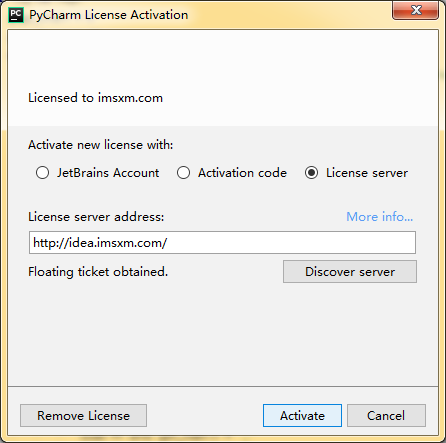 PC PyCharm License Activation
Licensed to imsxm.com
Activate new license with:
JetBrains Account Activation code License server
License server address: More info...
http://idea.imsxm.com/
Floating ticket obtained. Discover server
Remove License Activate Cancel